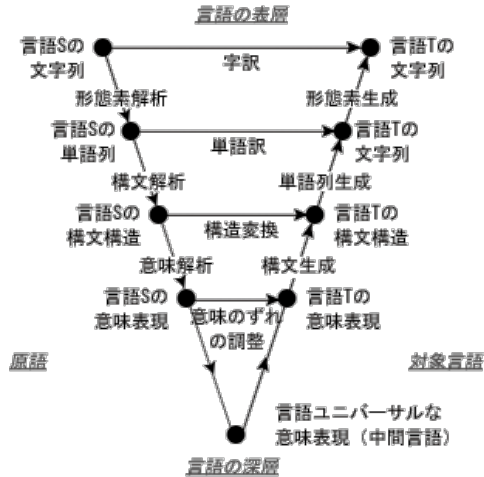 言語の表層
言語Sの
文字列
字訳
言語Tの
文字列
形態素解析
形態素生成
言語Sの
単語列
単語訳
言語Tの
文字列
構文解析
単語列生成
言語Sの
構文構造
構造変換
言語Tの
構文構造
意味解析
構文生成
言語Sの
意味表現
意味のずれ
の調整
言語Tの
意味表現
原語
対象言語
言語ユニバーサルな
意味表現（中間言語）
言語の深層